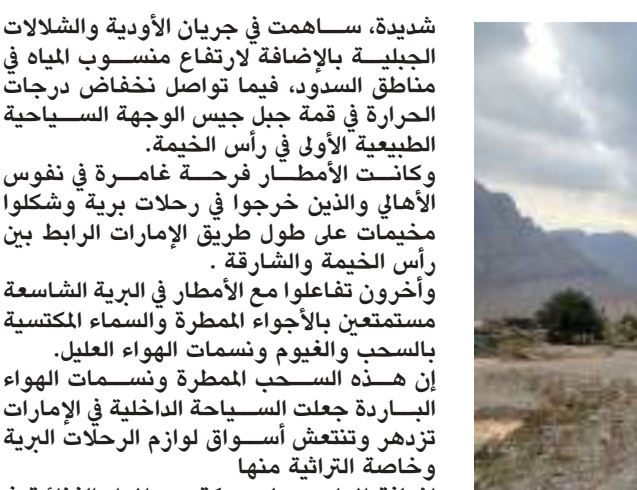 شديدة، ساهمت في جريان الأودية والشلالات
الجبلية بالإضافة لارتفاع منسوب المياه في
مناطق السدود، فيما تواصل نخفاض درجات
الحرارة في قمة جبل جيس الوجهة السياحية
الطبيعية الأولى في رأس الخيمة.
وكانت الأمطار فرحة غامرة في نفوس
الأهالي والذين خرجوا في رحلات برية وشكلوا
مخيمات على طول طريق الإمارات الرابط بين
رأس الخيمة والشارقة .
وأخرون تفاعلوا مع الأمطار في البرية الشاسعة
مستمتعين بالأجواء الممطرة والسماء المكتسية
بالسحب والغيوم ونسمات الهواء العليل.
إن هذه السحب الممطرة ونسمات الهواء
الباردة جعلت السياحة الداخلية في الإمارات
تزدهر وتنتعش أسواق لوازم الرحلات البرية
وخاصة التراثية منها